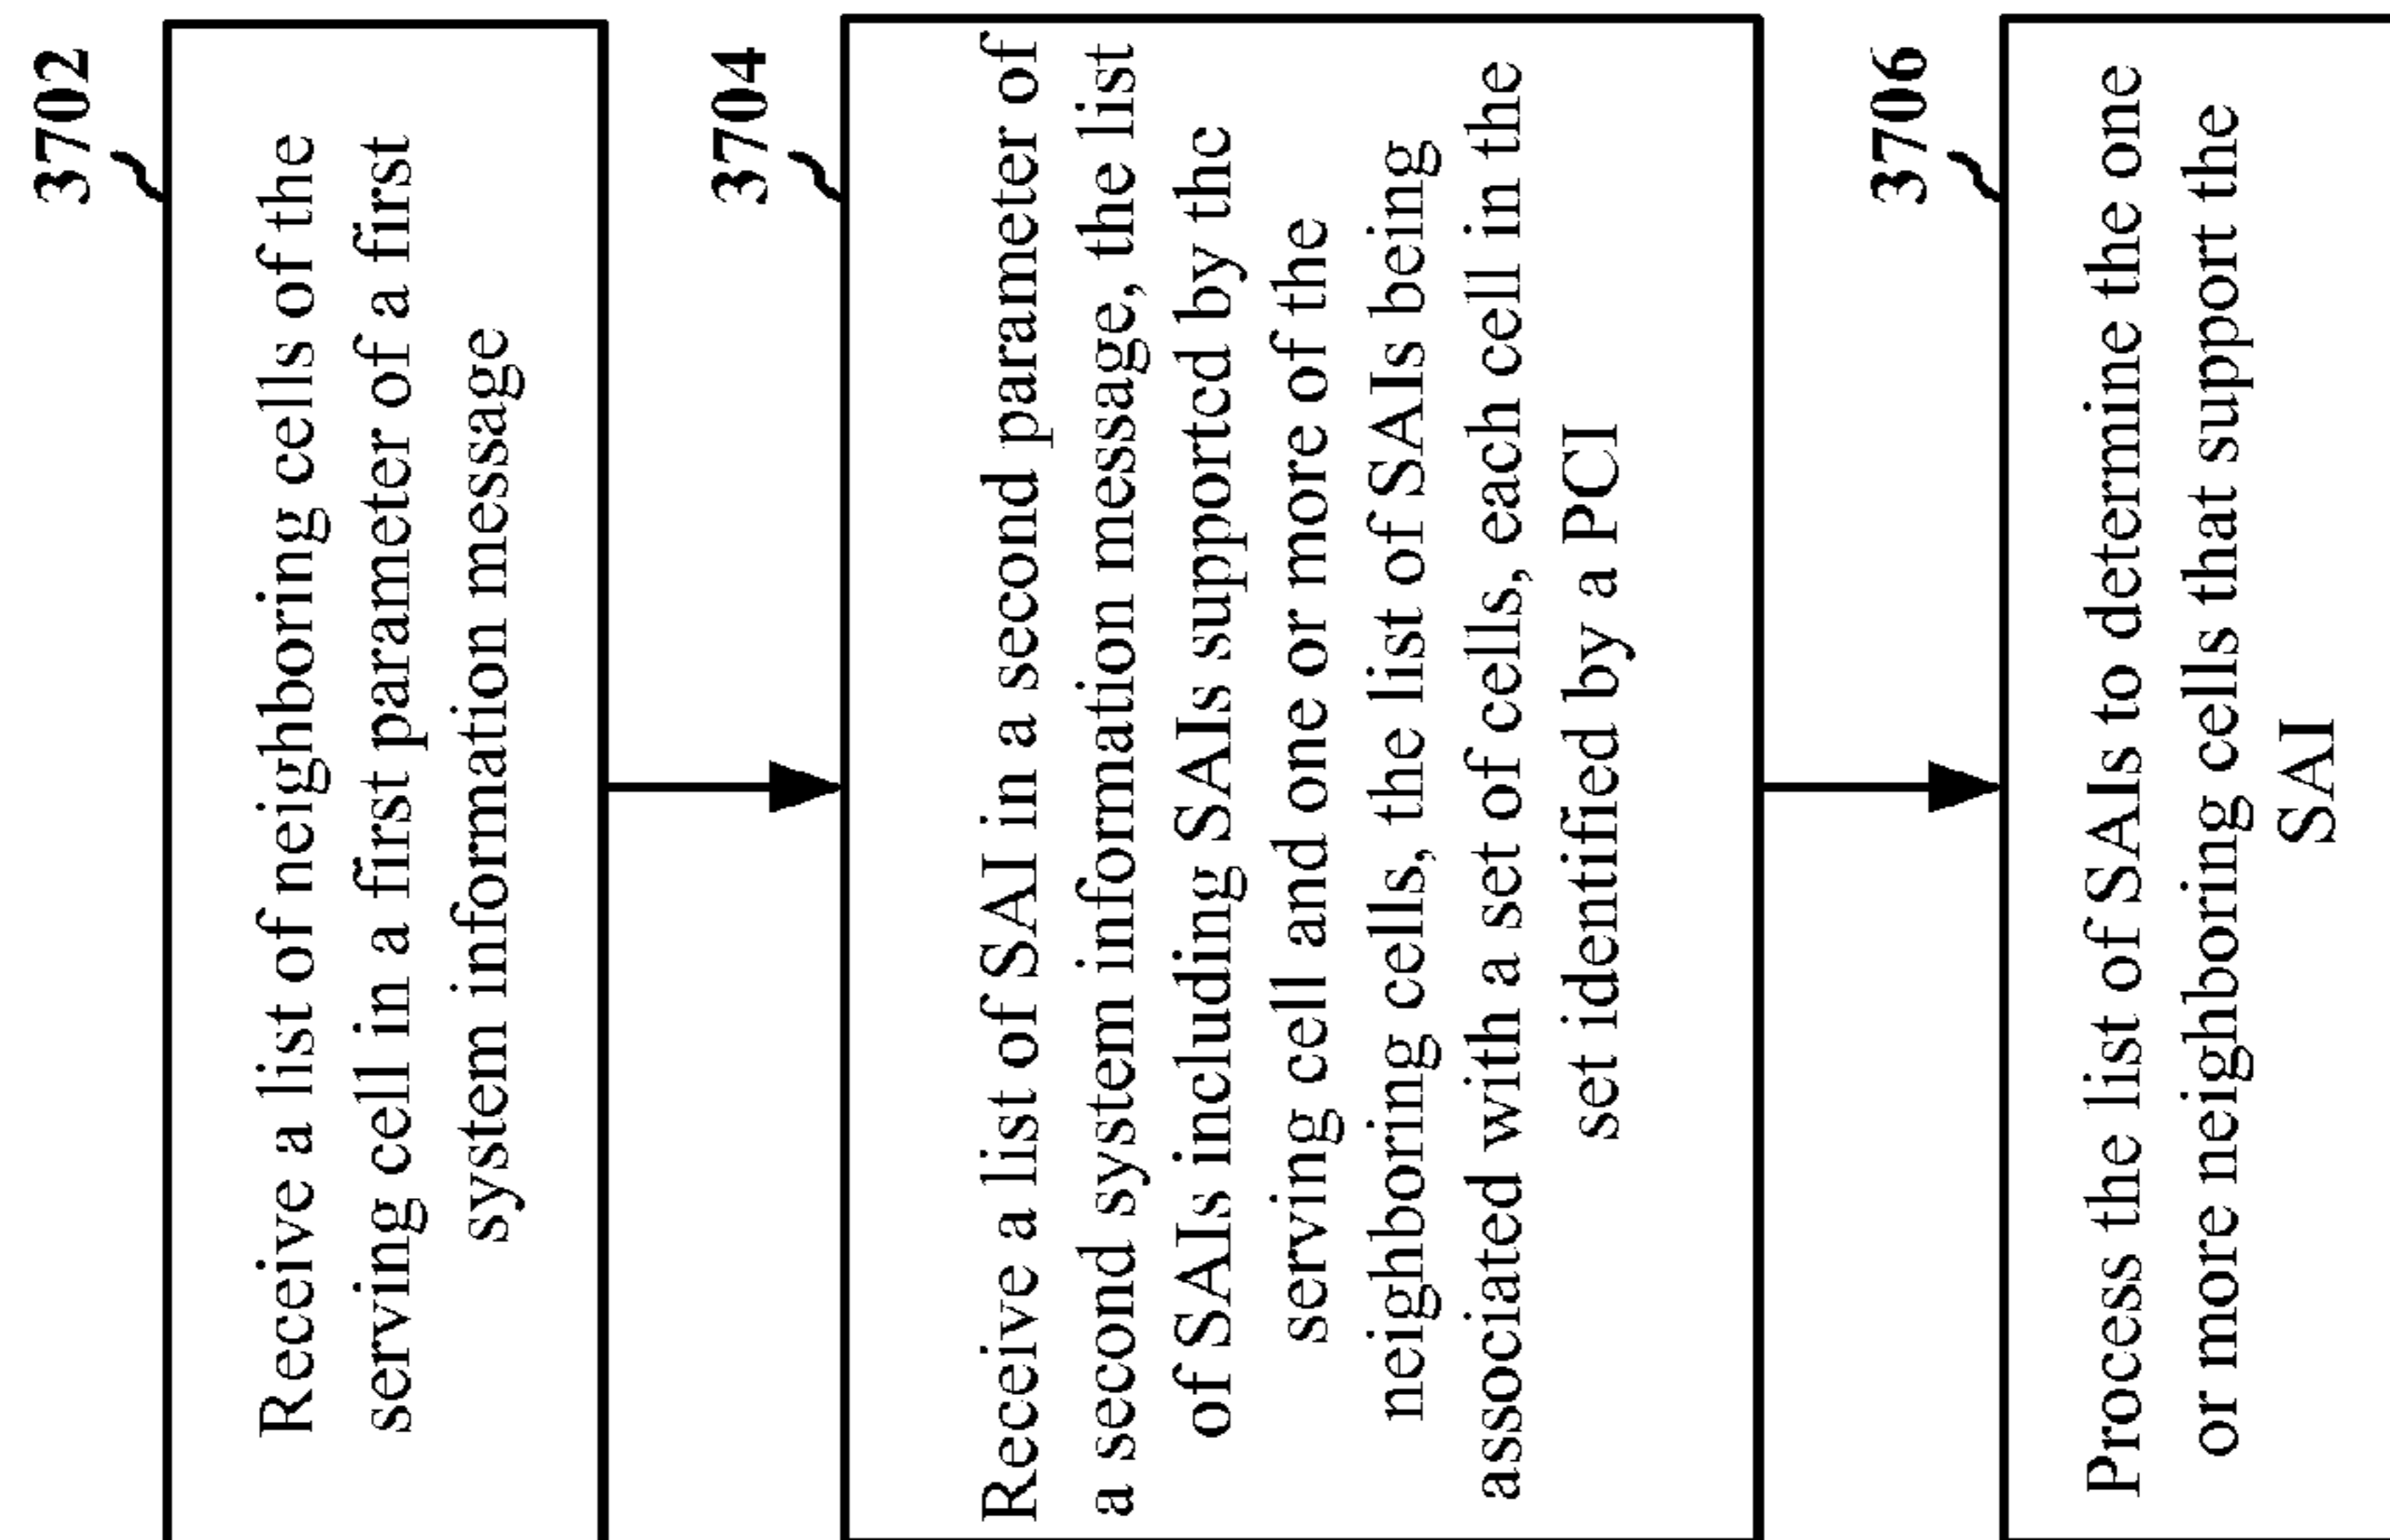 3702
Receive a list of neighboring cells of the
serving cell in a first parameter of a first
system information message
3704
Receive a list of SAI in a second parameter of
a second system information message, the list
of SAIs including SAIs supported by the
serving cell and one or more of the
neighboring cells, the list of SAIs being
associated with a set of cells, each cell in the
set identified by a PCI
3706
Process the list of SAIs to determine the one
or more neighboring cells that support the
SAI